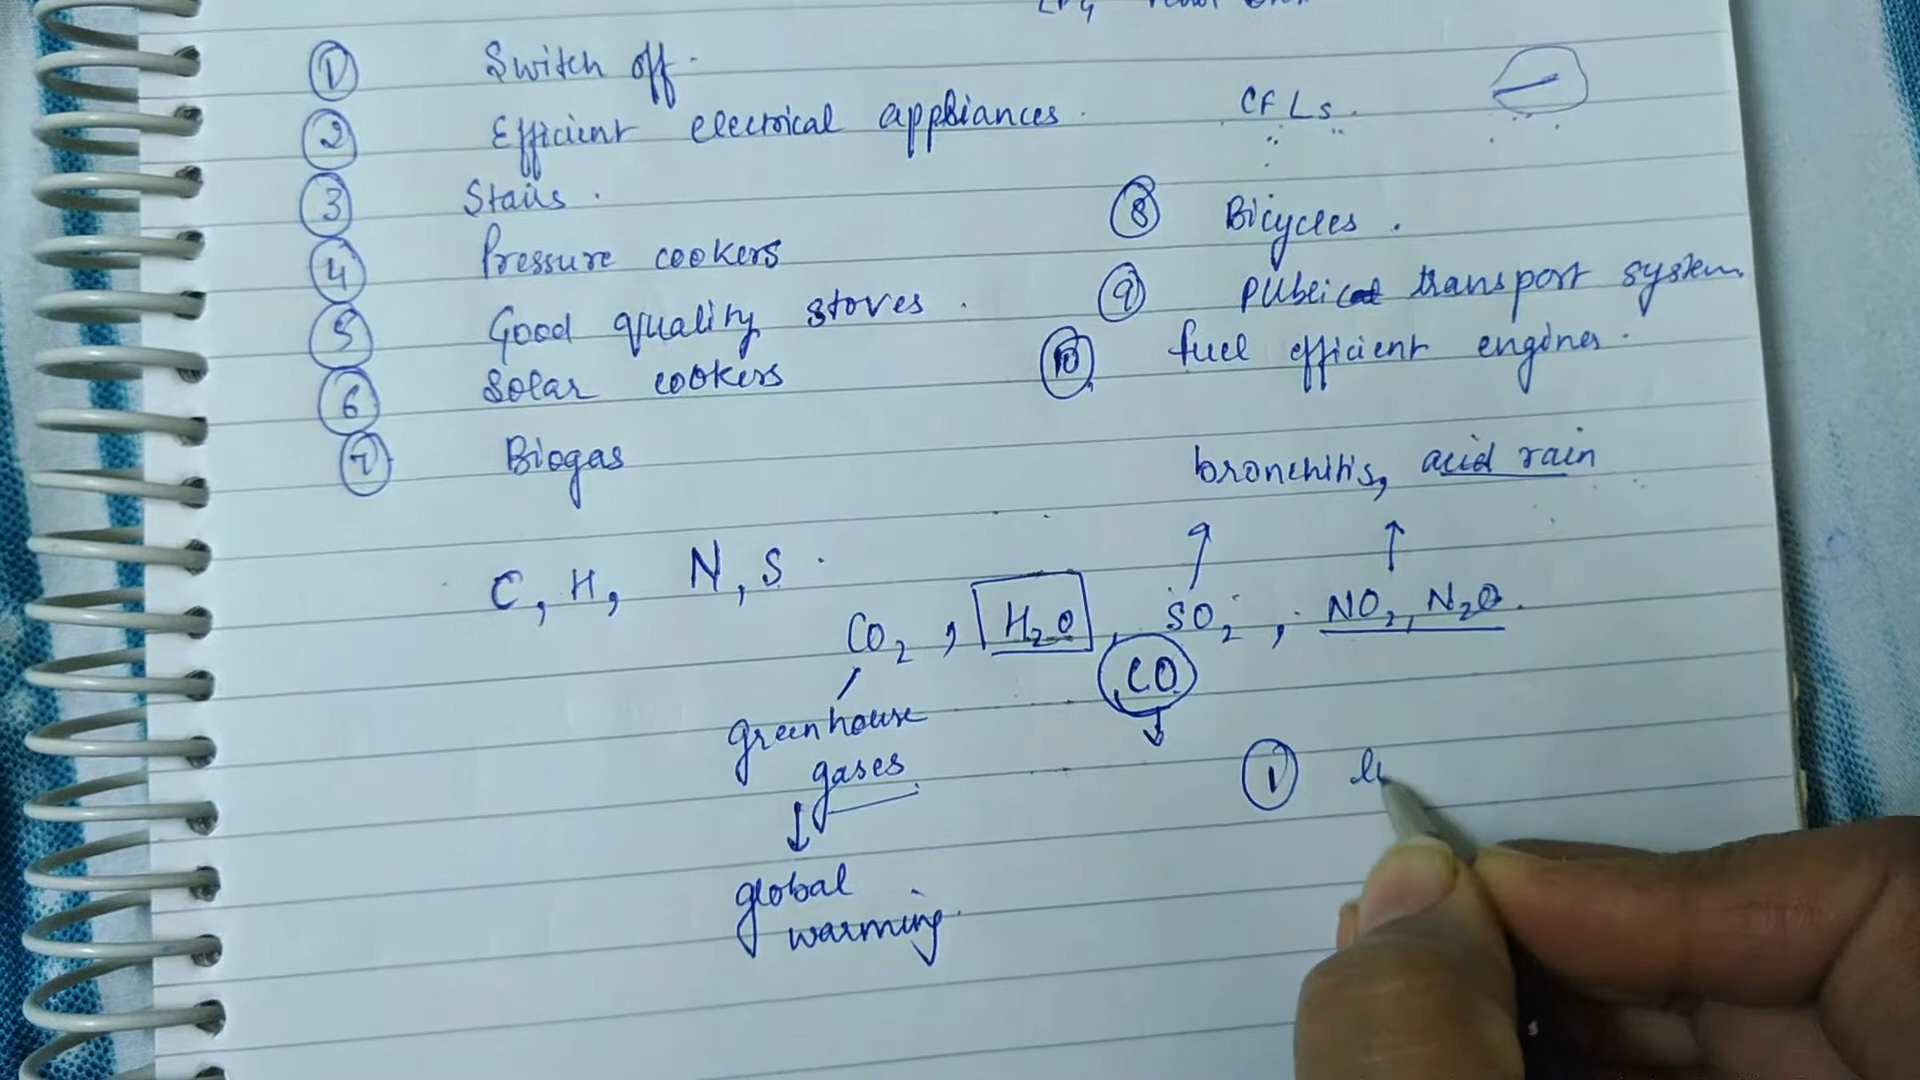 ① Switch off.
② Efficient electrical appliances. CFLs.
③ Stairs.
④ Pressure cookers
⑤ Good quality stoves.
⑥ Solar cookers
⑦ Biogas
⑧ Bicycles.
⑨ public transport system
⑩ fuel efficient engines.
bronchitis, acid rain
C, H, N, S.
CO₂, H₂O, SO₂, NO₂, N₂O.
CO
greenhouse
gases
global
warming.
①